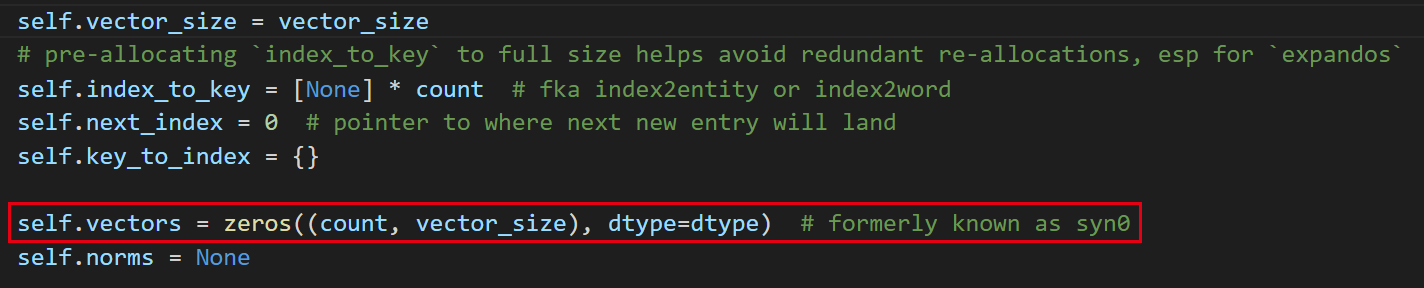 self.vector_size = vector_size
# pre-allocating `index_to_key` to full size helps avoid redundant re-allocations, esp for `expandos`
self.index_to_key = [None] * count  # fka index2entity or index2word
self.next_index = 0  # pointer to where next new entry will land
self.key_to_index = {}
self.vectors = zeros((count, vector_size), dtype=dtype)  # formerly known as syn0
self.norms = None